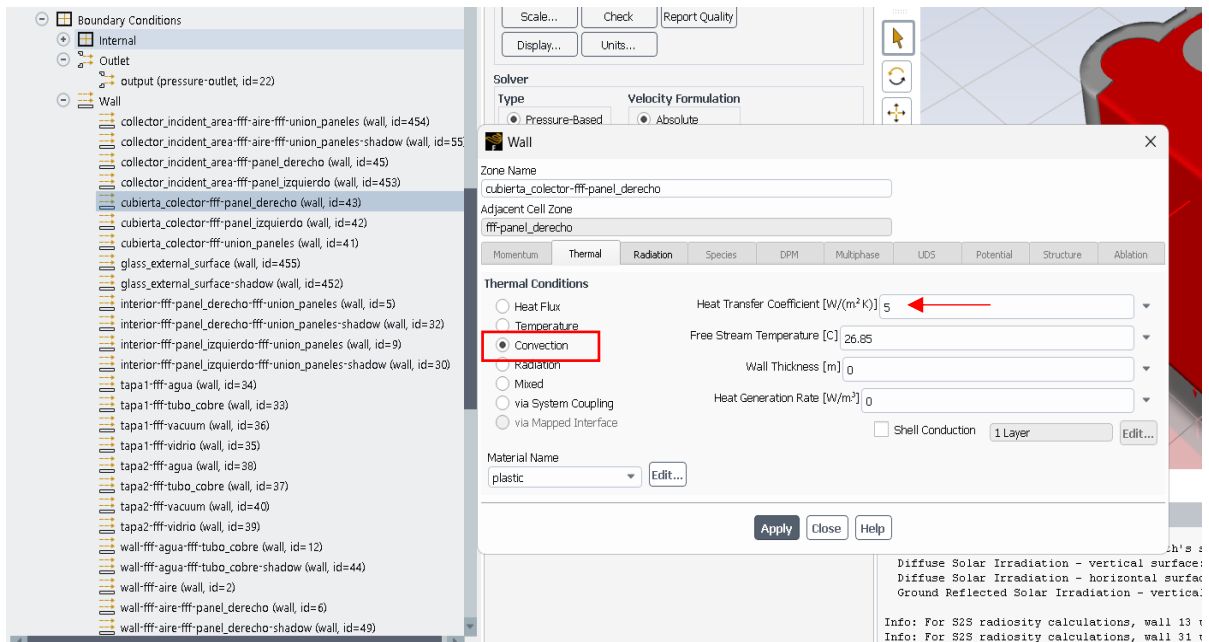 Boundary Conditions
Internal
Outlet
output (pressure-outlet, id=22)
Wall
collector_incident_area-fff-aire-fff-union_paneles (wall, id=454)
collector_incident_area-fff-aire-fff-union_paneles-shadow (wall, id=55
collector_incident_area-fff-panel_derecho (wall, id=45)
collector_incident_area-fff-panel_izquierdo (wall, id=453)
cubierta_colector-fff-panel_derecho (wall, id=43)
cubierta_colector-fff-panel_izquierdo (wall, id=42)
cubierta_colector-fff-union_paneles (wall, id=41)
glass_external_surface (wall, id=455)
glass_external_surface-shadow (wall, id=452)
interior-fff-panel_derecho-fff-union_paneles (wall, id=5)
interior-fff-panel_derecho-fff-union_paneles-shadow (wall, id=32)
interior-fff-panel_izquierdo-fff-union_paneles (wall, id=9)
interior-fff-panel_izquierdo-fff-union_paneles-shadow (wall, id=30)
tapa1-fff-agua (wall, id=34)
tapa1-fff-tubo_cobre (wall, id=33)
tapa1-fff-vacuum (wall, id=36)
tapa1-fff-vidrio (wall, id=35)
tapa2-fff-agua (wall, id=38)
tapa2-fff-tubo_cobre (wall, id=37)
tapa2-fff-vacuum (wall, id=40)
tapa2-fff-vidrio (wall, id=39)
wall-fff-agua-fff-tubo_cobre (wall, id=12)
wall-fff-agua-fff-tubo_cobre-shadow (wall, id=44)
wall-fff-aire (wall, id=2)
wall-fff-aire-fff-panel_derecho (wall, id=6)
wall-fff-aire-fff-panel_derecho-shadow (wall, id=49)
Scale... Check Report Quality
Display... Units...
Solver
Type Velocity Formulation
Pressure-Based Absolute
Wall
Zone Name
cubierta_colector-fff-panel_derecho
Adjacent Cell Zone
fff-panel_derecho
Momentum Thermal Radiation Species DPM Multiphase UDS Potential Structure Ablation
Thermal Conditions
Heat Flux
Temperature
Convection
Radiation
Mixed
via System Coupling
via Mapped Interface
Heat Transfer Coefficient [W/(m² K)] 5
Free Stream Temperature [C] 26.85
Wall Thickness [m] 0
Heat Generation Rate [W/m³] 0
Shell Conduction 1 Layer Edit...
Material Name
plastic Edit...
Apply Close Help
Diffuse Solar Irradiation - vertical surface:
Diffuse Solar Irradiation - horizontal surfac
Ground Reflected Solar Irradiation - vertical
Info: For S2S radiosity calculations, wall 13
Info: For S2S radiosity calculations, wall 31